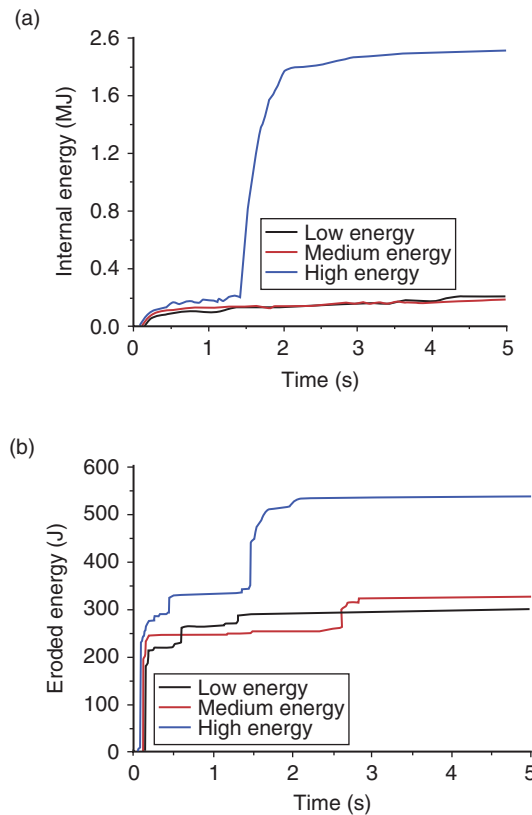 (a)
Internal energy (MJ)
2.6
1.6
1.2
0.8
0.4
0.0
Low energy
Medium energy
High energy
0 1 2 3 4 5
Time (s)
(b)
Eroded energy (J)
600
500
400
300
200
100
0
Low energy
Medium energy
High energy
0 1 2 3 4 5
Time (s)